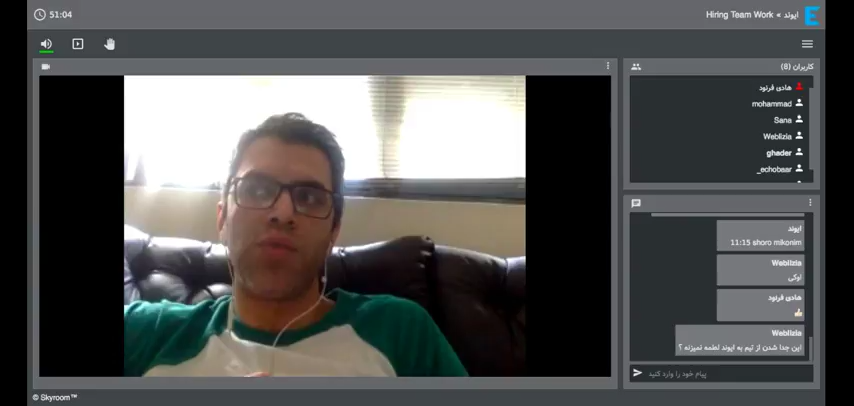 51:04
ایوند » Hiring Team Work
کاربران (8)
هادی فرنود
mohammad
Sana
Weblizia
ghader
_echobaar
ایوند
11:15 shoro mikonim
Weblizia
اوکی
هادی فرنود
Weblizia
این جدا شدن از تیم به ایوند لطمه نمیزنه ؟
پیام خود را وارد کنید
© Skyroom™